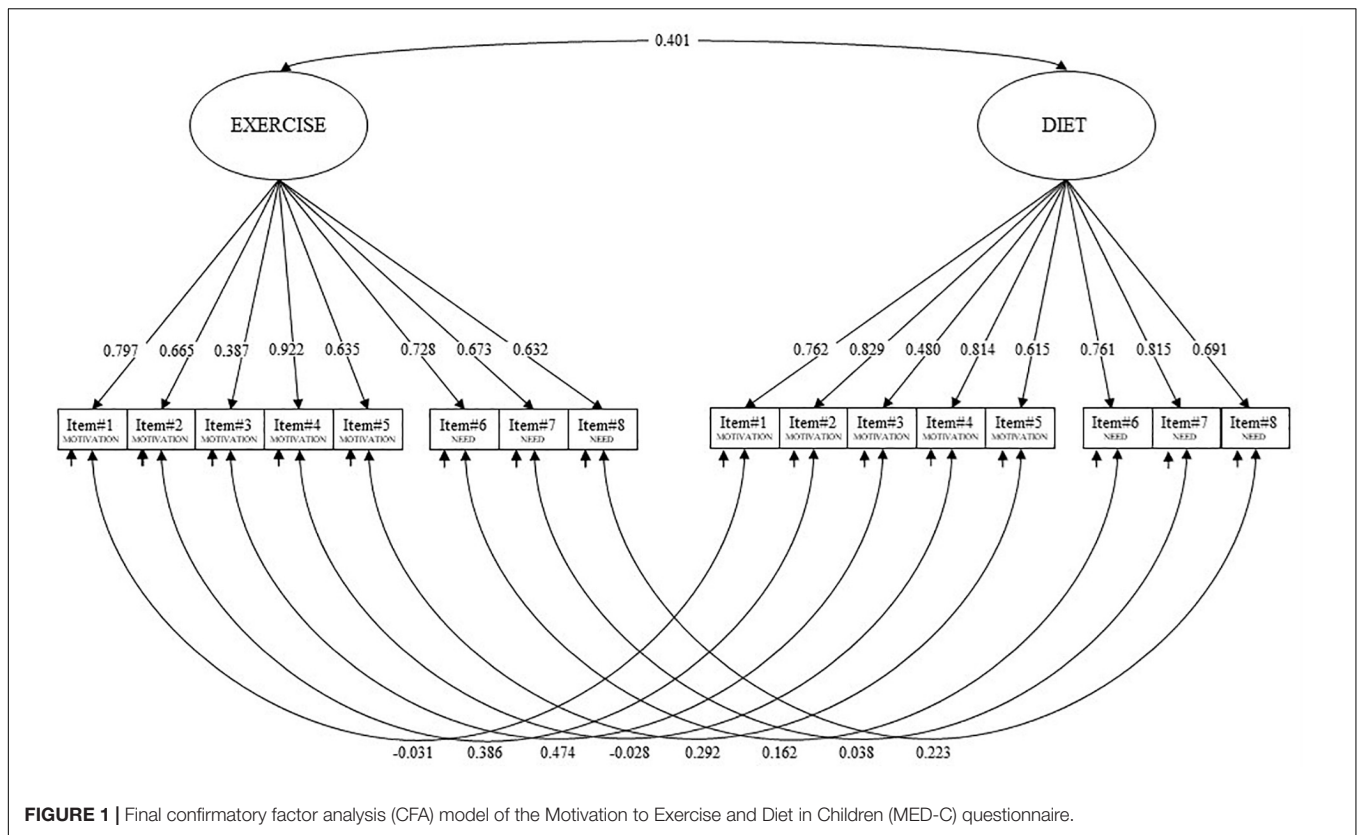 0.401
EXERCISE DIET
0.797 0.665 0.387 0.922 0.635 0.728 0.673 0.632 0.762 0.829 0.480 0.814 0.615 0.761 0.815 0.691
Item#1 Item#2 Item#3 Item#4 Item#5 Item#6 Item#7 Item#8 Item#1 Item#2 Item#3 Item#4 Item#5 Item#6 Item#7 Item#8
MOTIVATION MOTIVATION MOTIVATION MOTIVATION MOTIVATION NEED NEED NEED MOTIVATION MOTIVATION MOTIVATION MOTIVATION MOTIVATION NEED NEED NEED
-0.031 0.386 0.474 -0.028 0.292 0.162 0.038 0.223
FIGURE 1 | Final confirmatory factor analysis (CFA) model of the Motivation to Exercise and Diet in Children (MED-C) questionnaire.